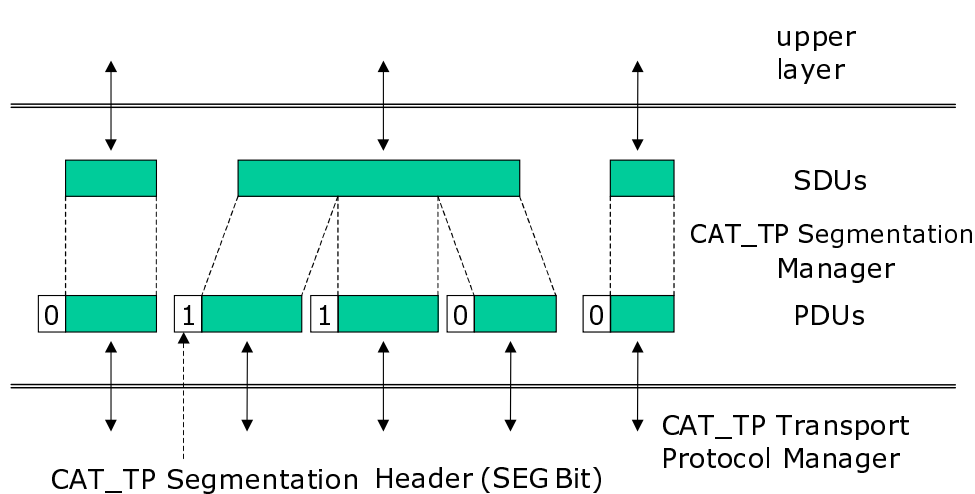 upper
layer
SDUs
CAT_TP Segmentation
Manager
0 1 1 0 0 PDUs
CAT_TP Transport
Protocol Manager
CAT_TP Segmentation Header (SEG Bit)